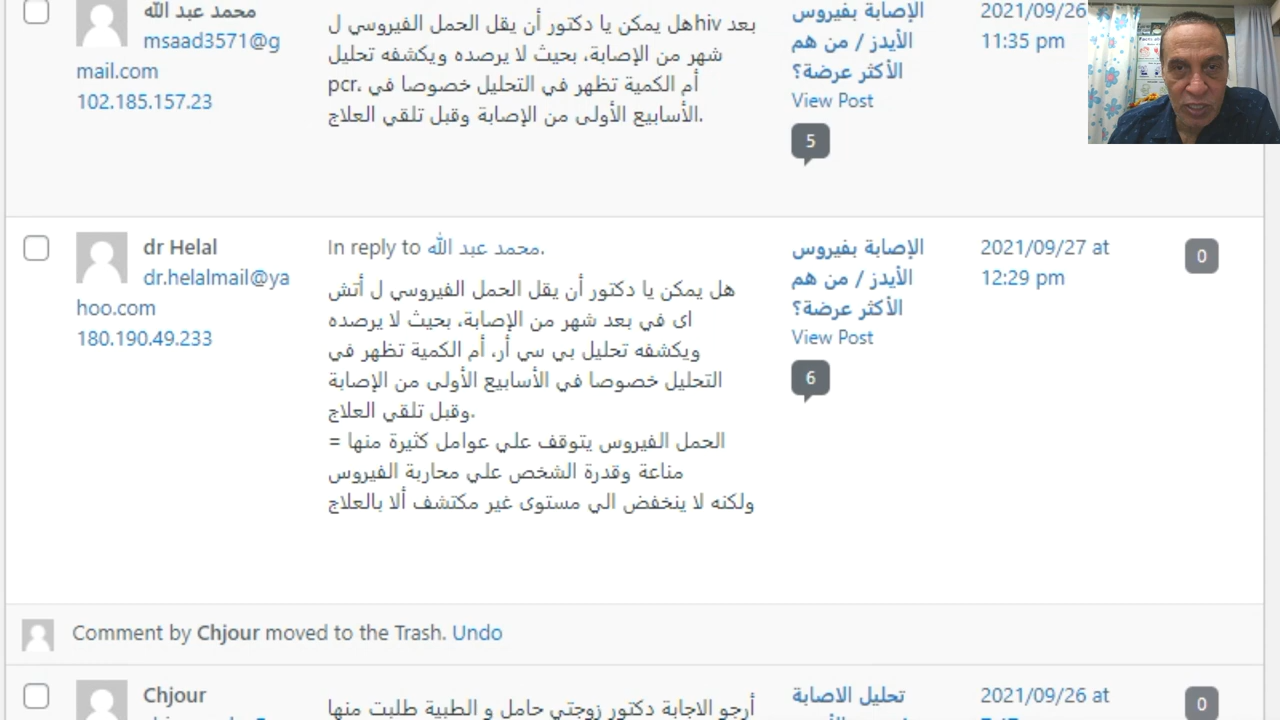 محمد عبد الله
msaad3571@g
mail.com
102.185.157.23
هل يمكن يا دكتور أن يقل الحمل الفيروسي ل hiv بعد
شهر من الإصابة، بحيث لا يرصده ويكشفه تحليل
pcr، أم الكمية تظهر في التحليل خصوصا في
الأسابيع الأولى من الإصابة وقبل تلقي العلاج.
الإصابة بفيروس
الأيدز / من هم
الأكثر عرضة؟
View Post
5
2021/09/26
11:35 pm
dr Helal
dr.helalmail@ya
hoo.com
180.190.49.233
In reply to محمد عبد الله.
هل يمكن يا دكتور أن يقل الحمل الفيروسي ل أتش
اى في بعد شهر من الإصابة، بحيث لا يرصده
ويكشفه تحليل بي سي أر، أم الكمية تظهر في
التحليل خصوصا في الأسابيع الأولى من الإصابة
وقبل تلقي العلاج.
= الحمل الفيروس يتوقف علي عوامل كثيرة منها
مناعة وقدرة الشخص علي محاربة الفيروس
ولكنه لا ينخفض الي مستوى غير مكتشف ألا بالعلاج
الإصابة بفيروس
الأيدز / من هم
الأكثر عرضة؟
View Post
6
2021/09/27 at
12:29 pm
0
Comment by Chjour moved to the Trash. Undo
Chjour
أرجو الاجابة دكتور زوجتي حامل و الطبية طلبت منها
تحليل الاصابة
2021/09/26 at
0